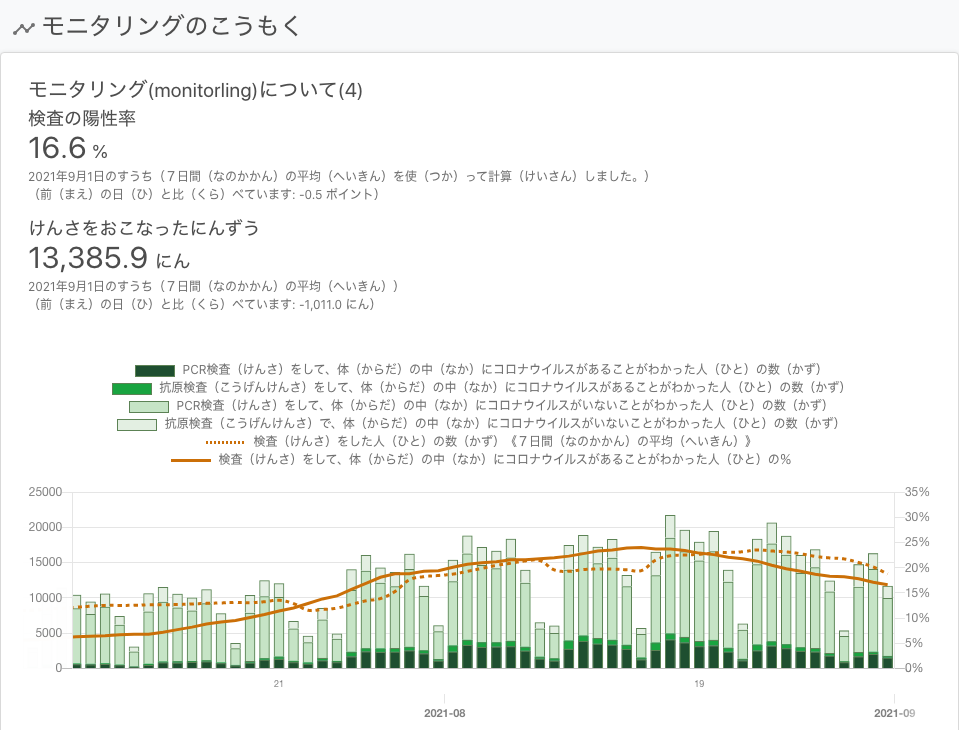 モニタリングのこうもく
モニタリング(monitorling)について(4)
検査の陽性率
16.6 %
2021年9月1日のすうち（７日間（なのかかん）の平均（へいきん）を使（つか）って計算（けいさん）しました。）
（前（まえ）の日（ひ）と比（くら）べています: -0.5 ポイント）
けんさをおこなったにんずう
13,385.9 にん
2021年9月1日のすうち（７日間（なのかかん）の平均（へいきん））
（前（まえ）の日（ひ）と比（くら）べています: -1,011.0 にん）
PCR検査（けんさ）をして、体（からだ）の中（なか）にコロナウイルスがあることがわかった人（ひと）の数（かず）
抗原検査（こうげんけんさ）をして、体（からだ）の中（なか）にコロナウイルスがあることがわかった人（ひと）の数（かず）
PCR検査（けんさ）をして、体（からだ）の中（なか）にコロナウイルスがいないことがわかった人（ひと）の数（かず）
抗原検査（こうげんけんさ）で、体（からだ）の中（なか）にコロナウイルスがいないことがわかった人（ひと）の数（かず）
検査（けんさ）をした人（ひと）の数（かず）《７日間（なのかかん）の平均（へいきん）》
検査（けんさ）をして、体（からだ）の中（なか）にコロナウイルスがあることがわかった人（ひと）の％
25000 35%
30%
20000
25%
15000
20%
10000
15%
10%
5000
5%
0 0%
21 19
2021-08 2021-09